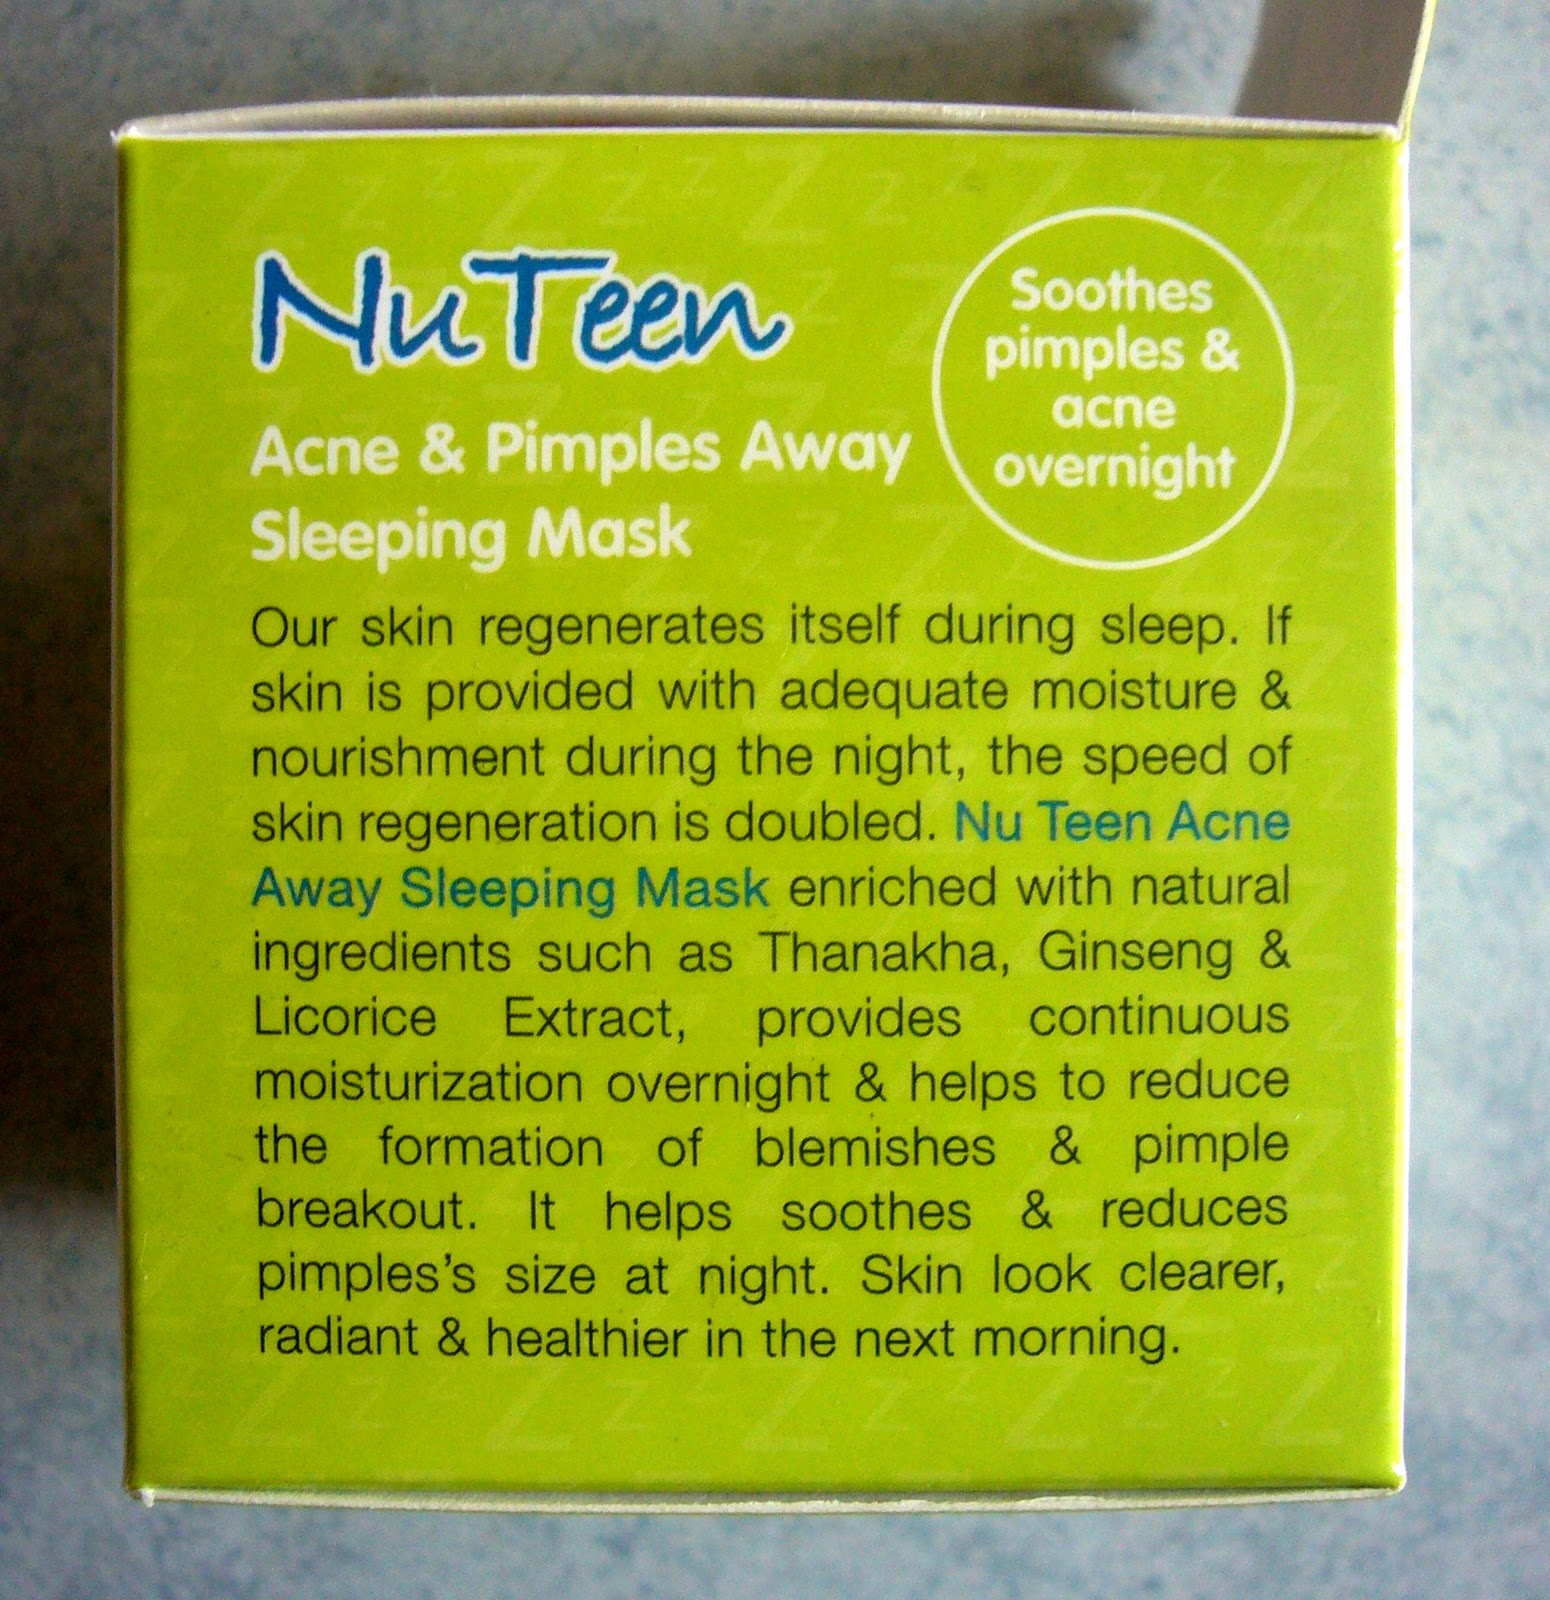 Nu Teen
Acne & Pimples Away
Sleeping Mask
Soothes
pimples &
acne
overnight
Our skin regenerates itself during sleep. If
skin is provided with adequate moisture &
nourishment during the night, the speed of
skin regeneration is doubled. Nu Teen Acne
Away Sleeping Mask enriched with natural
ingredients such as Thanakha, Ginseng &
Licorice Extract, provides continuous
moisturization overnight & helps to reduce
the formation of blemishes & pimple
breakout. It helps soothes & reduces
pimples's size at night. Skin look clearer,
radiant & healthier in the next morning.